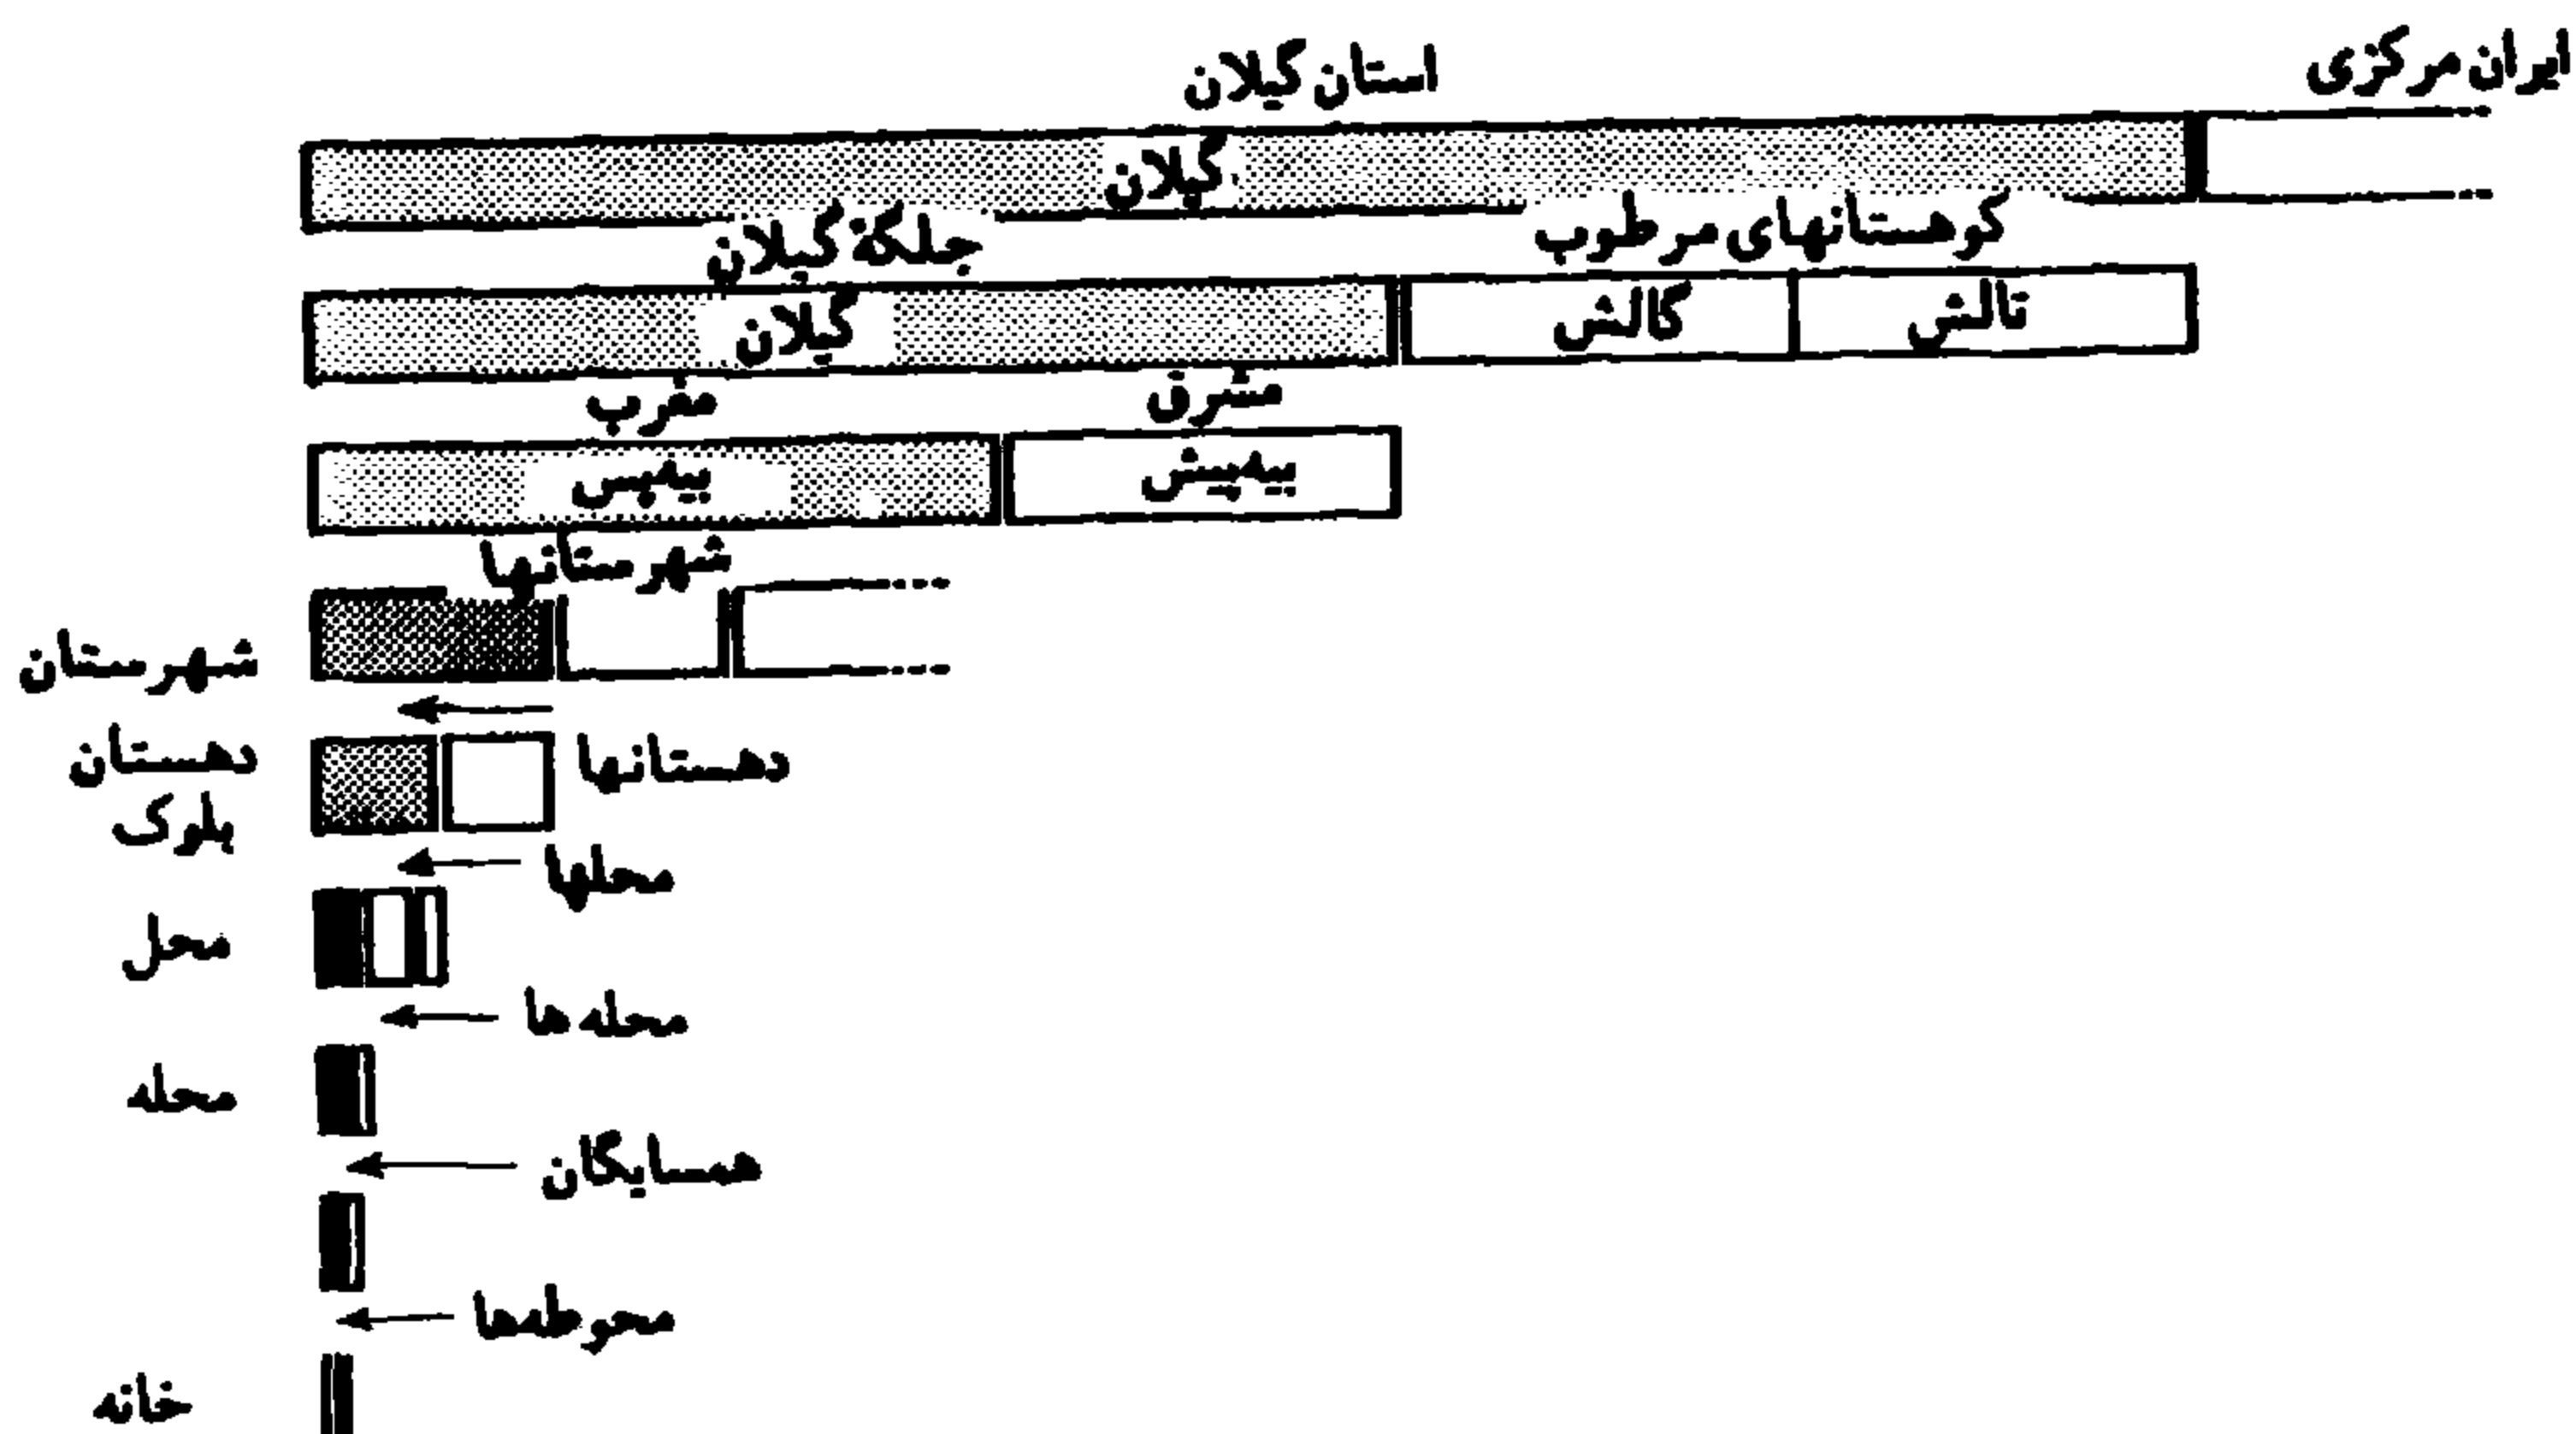 ایران مرکزی
استان گیلان
گیلان
کوهستانهای مرطوب
جلگهٔ گیلان
تالش
گالش
گیلان
مشرق
مغرب
بیه‌پیش
بیه‌پس
شهرستانها
شهرستان
دهستانها
دهستان
بلوک
محلها
محل
محله ها
محله
همسایگان
محوطه‌ها
خانه